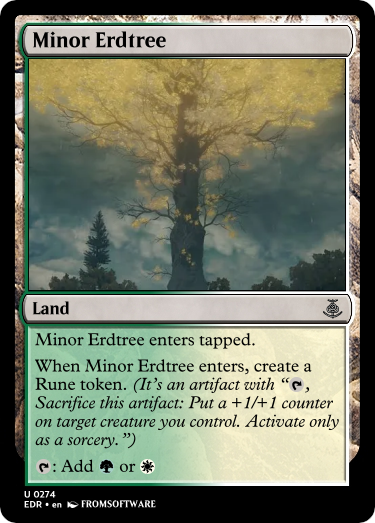 Minor Erdtree
Land
Minor Erdtree enters tapped.
When Minor Erdtree enters, create a
Rune token. (It's an artifact with “,
Sacrifice this artifact: Put a +1/+1 counter
on target creature you control. Activate only
as a sorcery.”)
: Add or .
U 0274
EDR • en FROMSOFTWARE